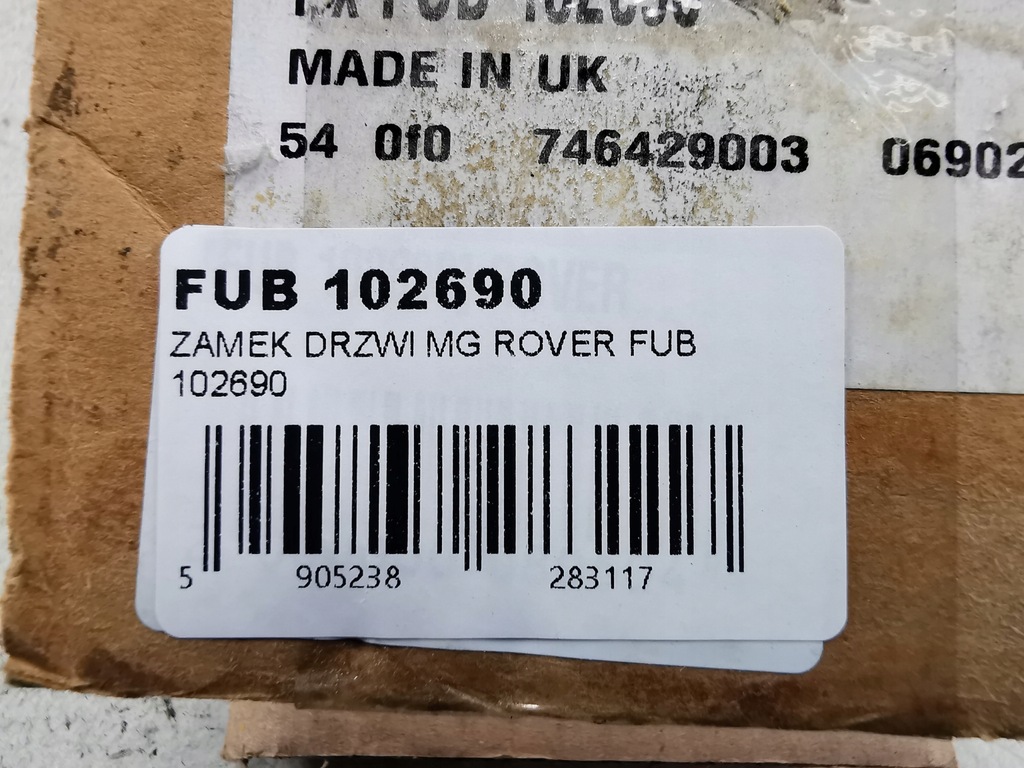 MADE IN UK
54 0f0 746429003 06902
FUB 102690
ZAMEK DRZWI MG ROVER FUB
102690
5 905238 283117